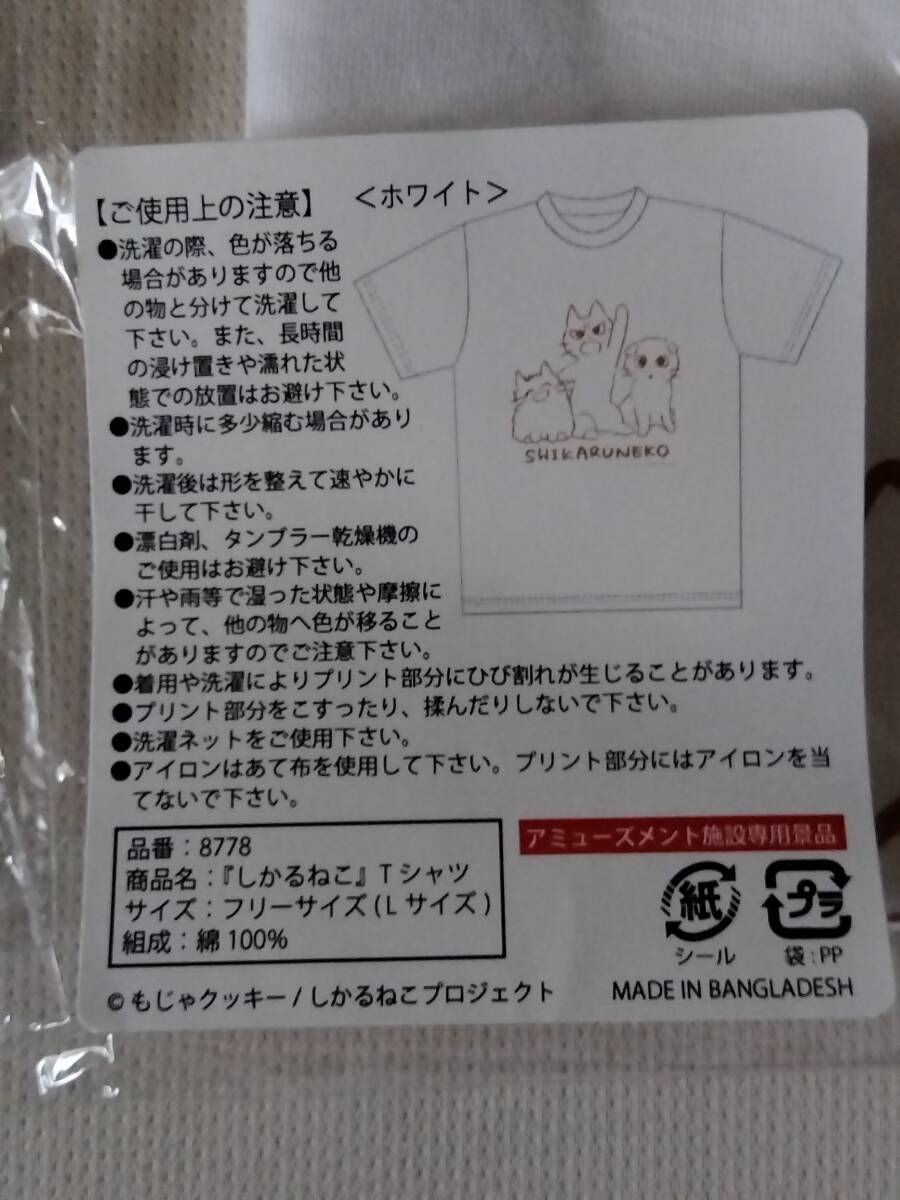 【ご使用上の注意】 <ホワイト>
●洗濯の際、色が落ちる
場合がありますので他
の物と分けて洗濯して
下さい。また、長時間
の浸け置きや濡れた状
態での放置はお避け下さい。
●洗濯時に多少縮む場合があり
ます。
●洗濯後は形を整えて速やかに
干して下さい。
●漂白剤、タンブラー乾燥機の
ご使用はお避け下さい。
●汗や雨等で湿った状態や摩擦に
よって、他の物へ色が移ること
がありますのでご注意下さい。
●着用や洗濯によりプリント部分にひび割れが生じることがあります。
●プリント部分をこすったり、揉んだりしないで下さい。
●洗濯ネットをご使用下さい。
●アイロンはあて布を使用して下さい。プリント部分にはアイロンを当
てないで下さい。
SHIKARUNEKO
品番：8778
商品名：『しかるねこ』Tシャツ
サイズ：フリーサイズ(Lサイズ)
組成：綿100%
アミューズメント施設専用景品
紙
シール
プラ
袋:PP
© もじゃクッキー / しかるねこプロジェクト
MADE IN BANGLADESH